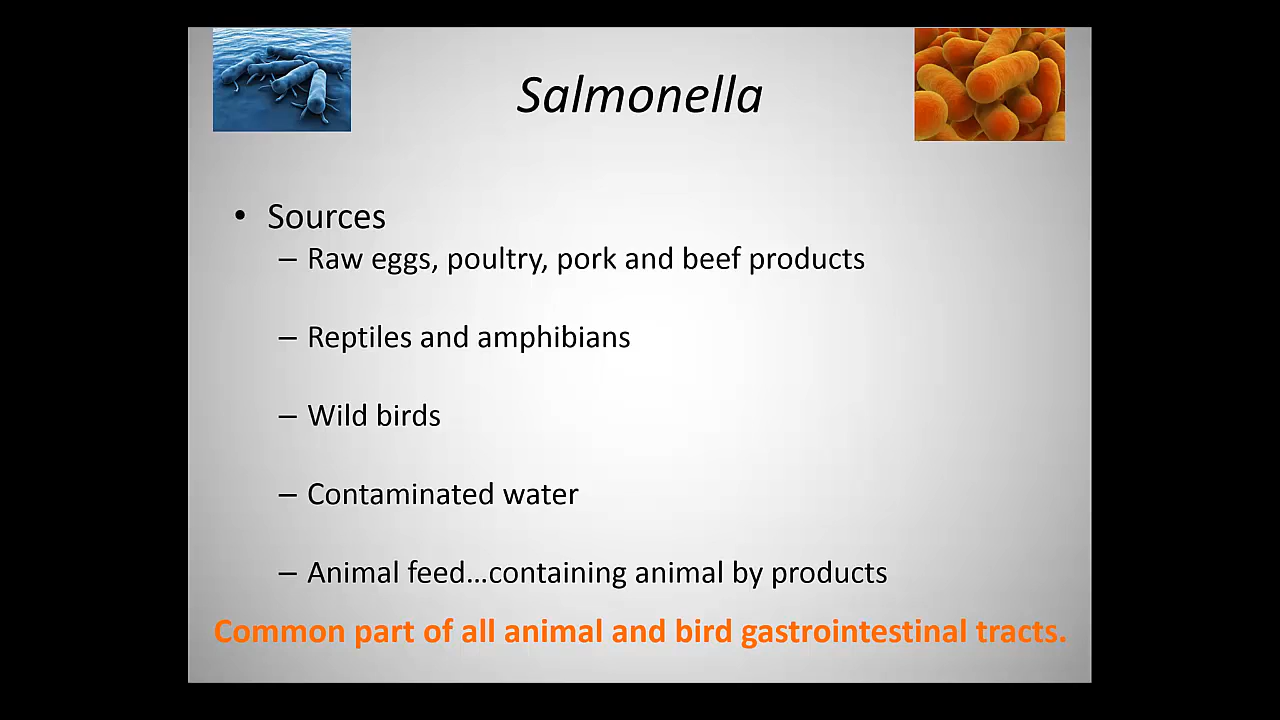 Salmonella
• Sources
– Raw eggs, poultry, pork and beef products
– Reptiles and amphibians
– Wild birds
– Contaminated water
– Animal feed…containing animal by products
Common part of all animal and bird gastrointestinal tracts.